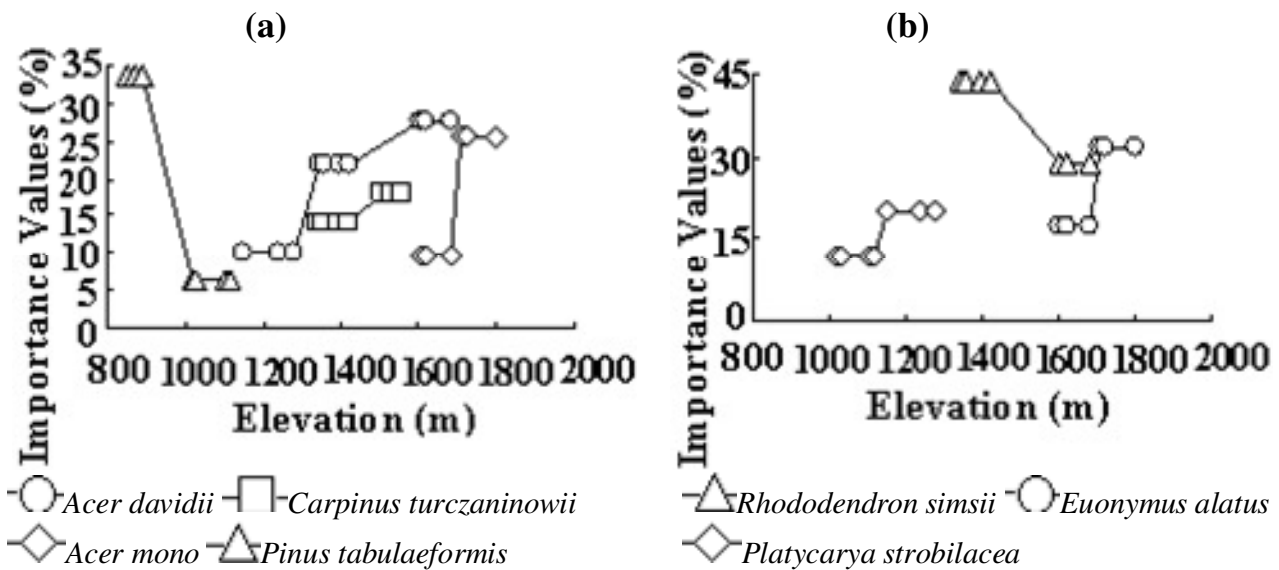 (a)
Importance Values (%)
35
30
25
20
15
10
5
0
800 1000 1200 1400 1600 1800 2000
Elevation (m)
Acer davidii Carpinus turczaninowii
Acer mono Pinus tabulaeformis
(b)
Importance Values (%)
45
30
15
0
800 1000 1200 1400 1600 1800 2000
Elevation (m)
Rhododendron simsii Euonymus alatus
Platycarya strobilacea